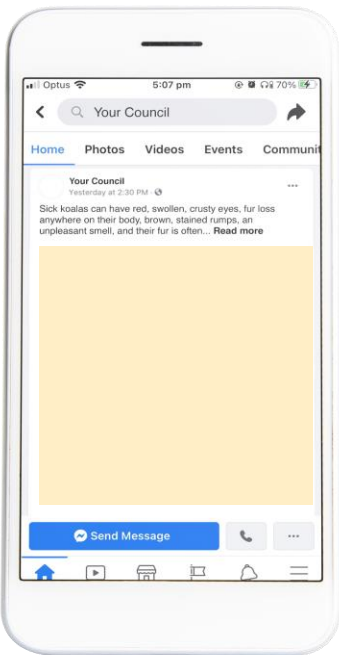 Optus 5:07 pm 70%
Your Council
Home Photos Videos Events Communit
Your Council
Yesterday at 2:30 PM ·
Sick koalas can have red, swollen, crusty eyes, fur loss
anywhere on their body, brown, stained rumps, an
unpleasant smell, and their fur is often... Read more
Send Message